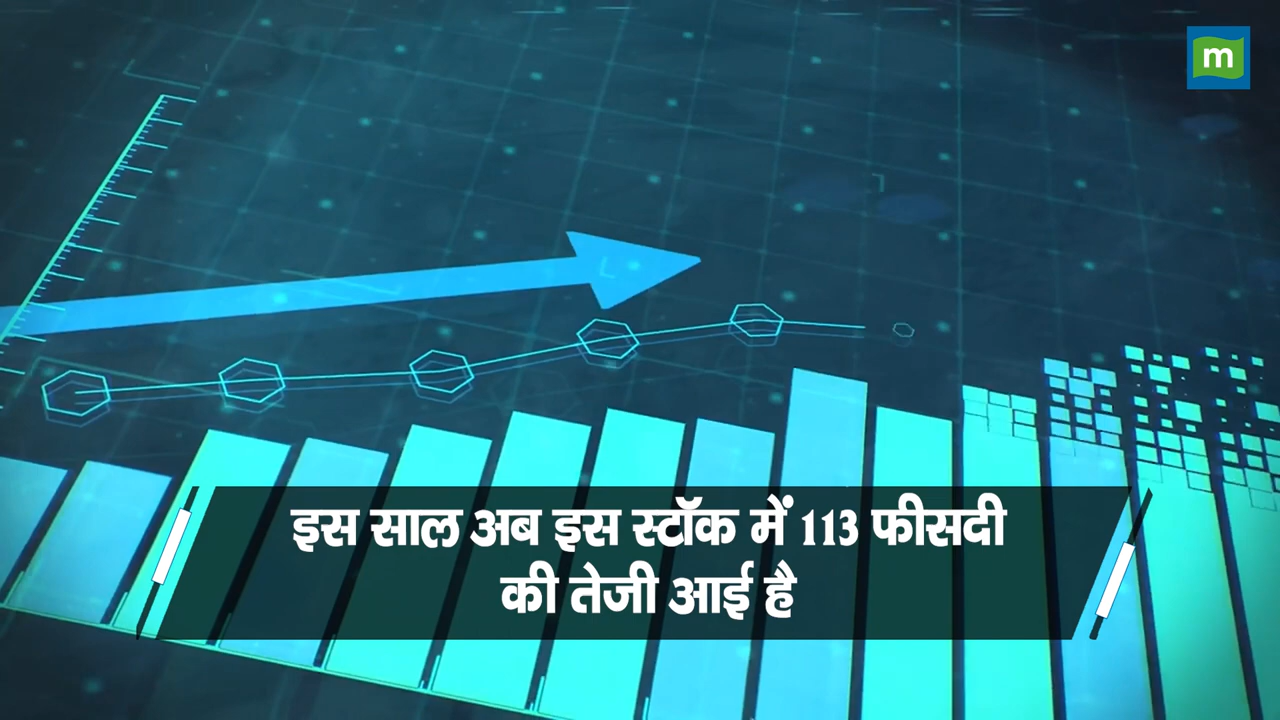 m
इस साल अब इस स्टॉक में 113 फीसदी
की तेजी आई है